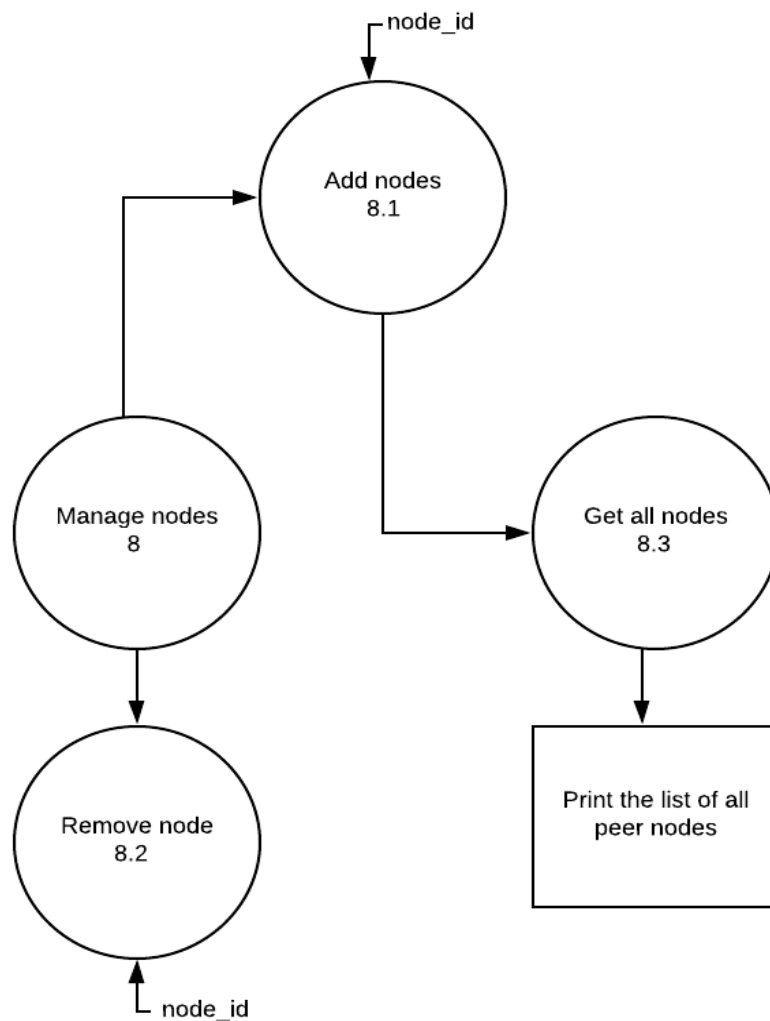 node_id
Add nodes
8.1
Manage nodes
8
Get all nodes
8.3
Remove node
8.2
Print the list of all
peer nodes
node_id